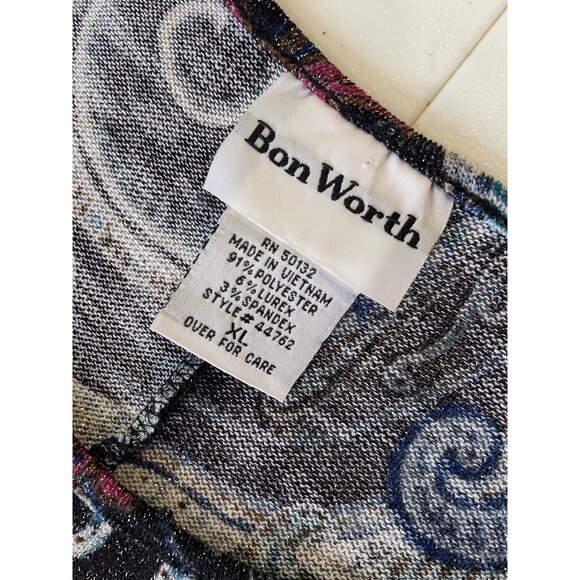 Bon Worth
RN 50132
MADE IN VIETNAM
91% POLYESTER
6% LUREX
3% SPANDEX
STYLE# 44762
XL
OVER FOR CARE